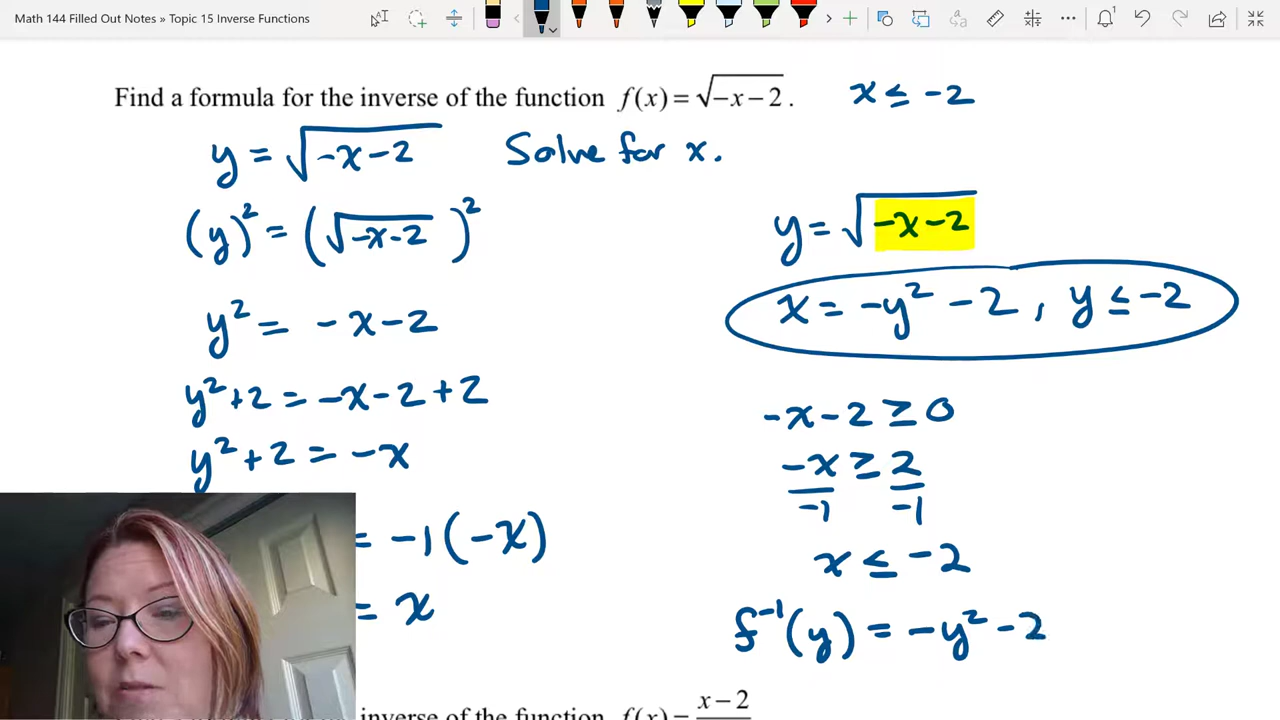 Math 144 Filled Out Notes » Topic 15 Inverse Functions
Find a formula for the inverse of the function f(x) = √(-x-2). x ≤ -2
y = √(-x-2) Solve for x.
(y)² = (√(-x-2))²
y² = -x-2
y²+2 = -x-2+2
y²+2 = -x
= -1(-x)
= x
y = √(-x-2)
x = -y² -2, y ≤ -2
-x-2 ≥ 0
-x ≥ 2
-1 -1
x ≤ -2
f⁻¹(y) = -y² -2
inverse of the function f(x) = x-2